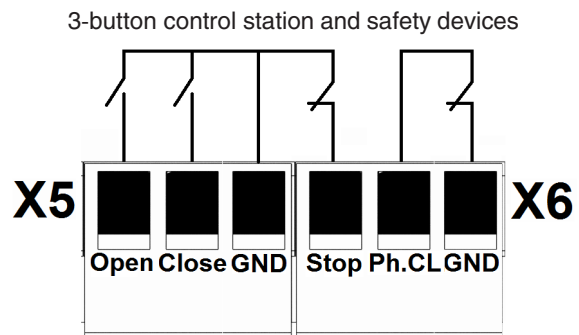 3-button control station and safety devices
X5 X6
Open Close GND Stop Ph.CL GND